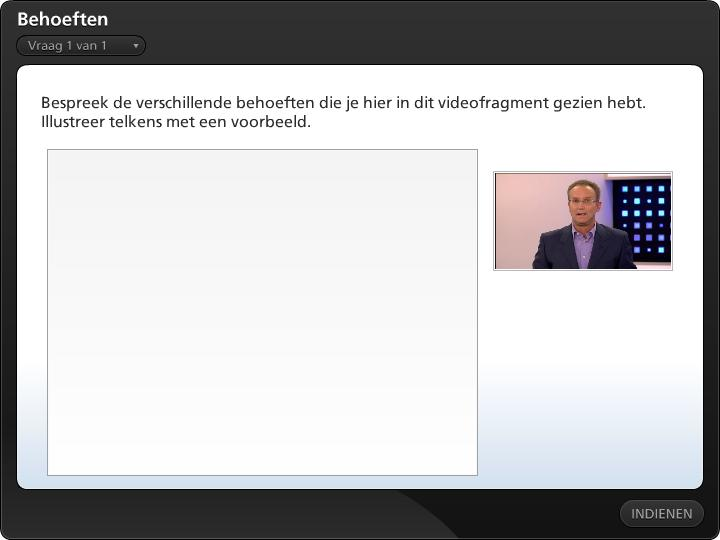 Behoeften
Vraag 1 van 1
Bespreek de verschillende behoeften die je hier in dit videofragment gezien hebt.
Illustreer telkens met een voorbeeld.
INDIENEN